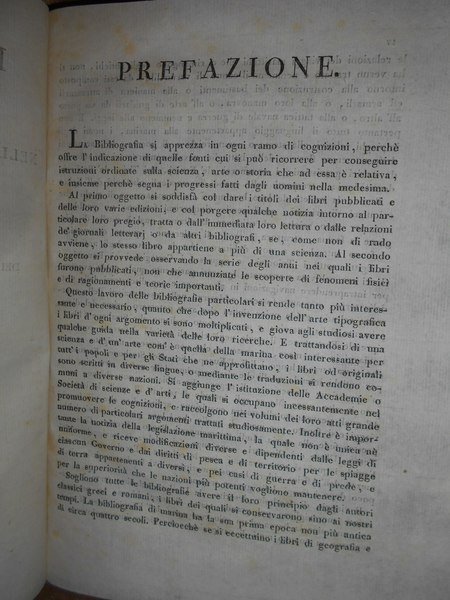 PREFAZIONE.
La Bibliografia si apprezza in ogni ramo di cognizioni, perchè
offre l'indicazione di quelle fonti cui si può ricorrere per conseguire
istruzioni ordinate sulla scienza, arte o storia che ad essa è relativa,
e insieme perchè segna i progressi fatti dagli uomini nella medesima.
Al primo oggetto si soddisfà col dare i titoli dei libri pubblicati e
delle loro varie edizioni, e col porgere qualche notizia intorno al par-
ticolare loro pregio, tratta o dall'immediata loro lettura o dalle relazioni
de' giornali letterari o da altri bibliografi, se, come non di rado
avviene, lo stesso libro appartiene a più di una scienza. Al secondo
oggetto si provvede osservando la serie degli anni nei quali i libri
furono pubblicati, non che annunziate le scoperte di fenomeni fisici
e di ragionamenti e teorie importanti.
Questo lavoro delle bibliografie particolari si rende tanto più interes-
sante e necessario, quanto che dopo l'invenzione dell'arte tipografica
i libri d'ogni argomento si sono moltiplicati, e giova agli studiosi avere
qualche guida nella varietà delle loro ricerche. E trattandosi di una
scienza e d'un'arte com'è quella della marina così interessante per
tutt'i popoli e per gli Stati che ne approfittano, i libri od originali
sono scritti in diverse lingue, o mediante le traduzioni si rendono co-
muni a diverse nazioni. Si aggiunge l'istituzione delle Accademie o
Società di scienze e d'arti, le quali si occupano incessantemente nel
promuovere le cognizioni, e raccolgono nei volumi dei loro atti grande
numero di particolari argomenti trattati studiosamente. Inoltre è impor-
tante la notizia della legislazione marittima, la quale non è unica nè
uniforme, e riceve modificazioni diverse e dipendenti dalle leggi di
ciascun Governo e dai diritti di pesca e di territorio per le spiagge
di terra appartenenti a diversi, e pei casi di guerra e di prede, e
per la superiorità che le nazioni più potenti vogliono mantenere.
Sogliono tutte le bibliografie avere il loro principio dagli autori
classici greci e romani, i libri dei quali si conservarono sino ai nostri
tempi. La bibliografia di marina ha la sua prima epoca non più antica
di circa quattro secoli. Perciocchè se si eccettuino i libri di geografia e